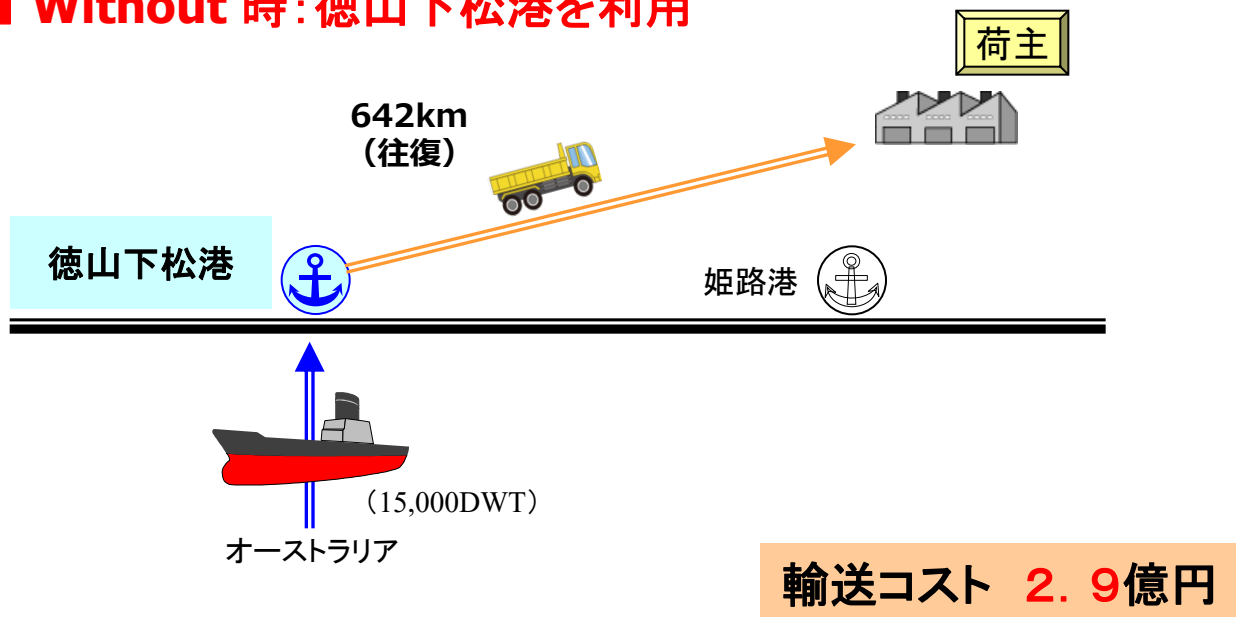 Without 時：徳山下松港を利用
荷主
642km
（往復）
徳山下松港
姫路港
（15,000DWT）
オーストラリア
輸送コスト　２．９億円